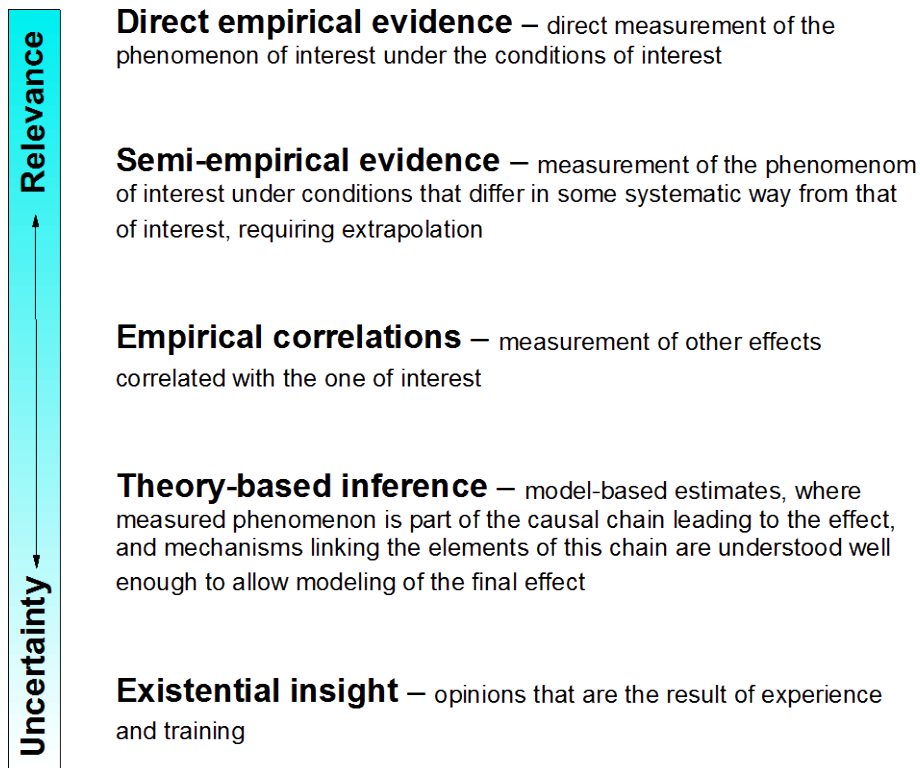 Relevance
Uncertainty
Direct empirical evidence – direct measurement of the
phenomenon of interest under the conditions of interest
Semi-empirical evidence – measurement of the phenomenom
of interest under conditions that differ in some systematic way from that
of interest, requiring extrapolation
Empirical correlations – measurement of other effects
correlated with the one of interest
Theory-based inference – model-based estimates, where
measured phenomenon is part of the causal chain leading to the effect,
and mechanisms linking the elements of this chain are understood well
enough to allow modeling of the final effect
Existential insight – opinions that are the result of experience
and training